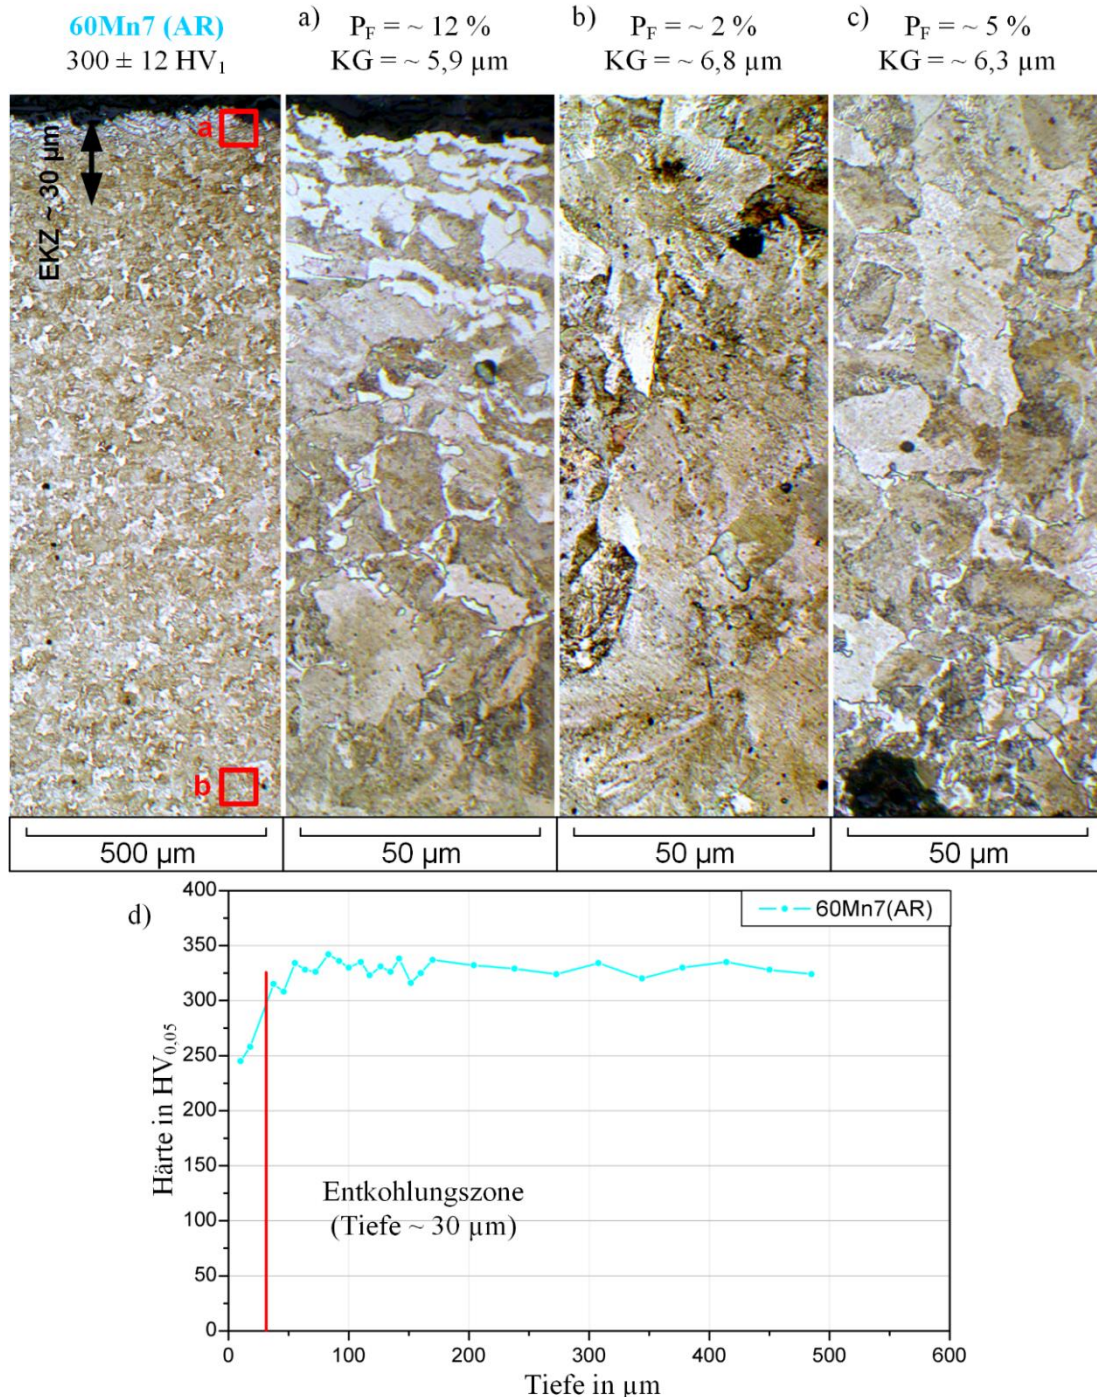 60Mn7 (AR)
300 ± 12 HV₁
a)
P_F = ~ 12 %
KG = ~ 5,9 µm
b)
P_F = ~ 2 %
KG = ~ 6,8 µm
c)
P_F = ~ 5 %
KG = ~ 6,3 µm
a
EKZ ~ 30 µm
b
500 µm
50 µm
50 µm
50 µm
d)
60Mn7(AR)
Härte in HV₀,₀₅
400
350
300
250
200
150
100
50
0
Entkohlungszone
(Tiefe ~ 30 µm)
0 100 200 300 400 500 600
Tiefe in µm